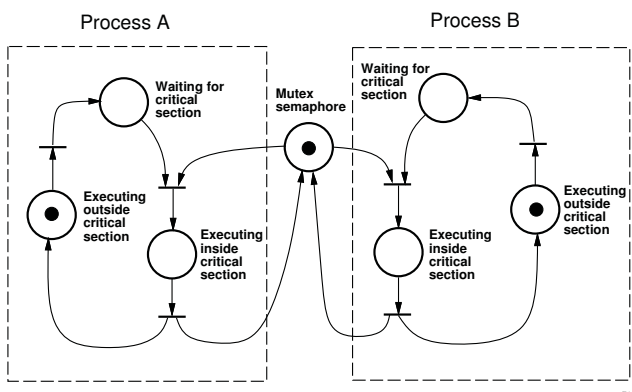 Process A
Process B
Waiting for
critical
section
Mutex
semaphore
Waiting for
critical
section
Executing
outside
critical
section
Executing
inside
critical
section
Executing
inside
critical
section
Executing
outside
critical
section